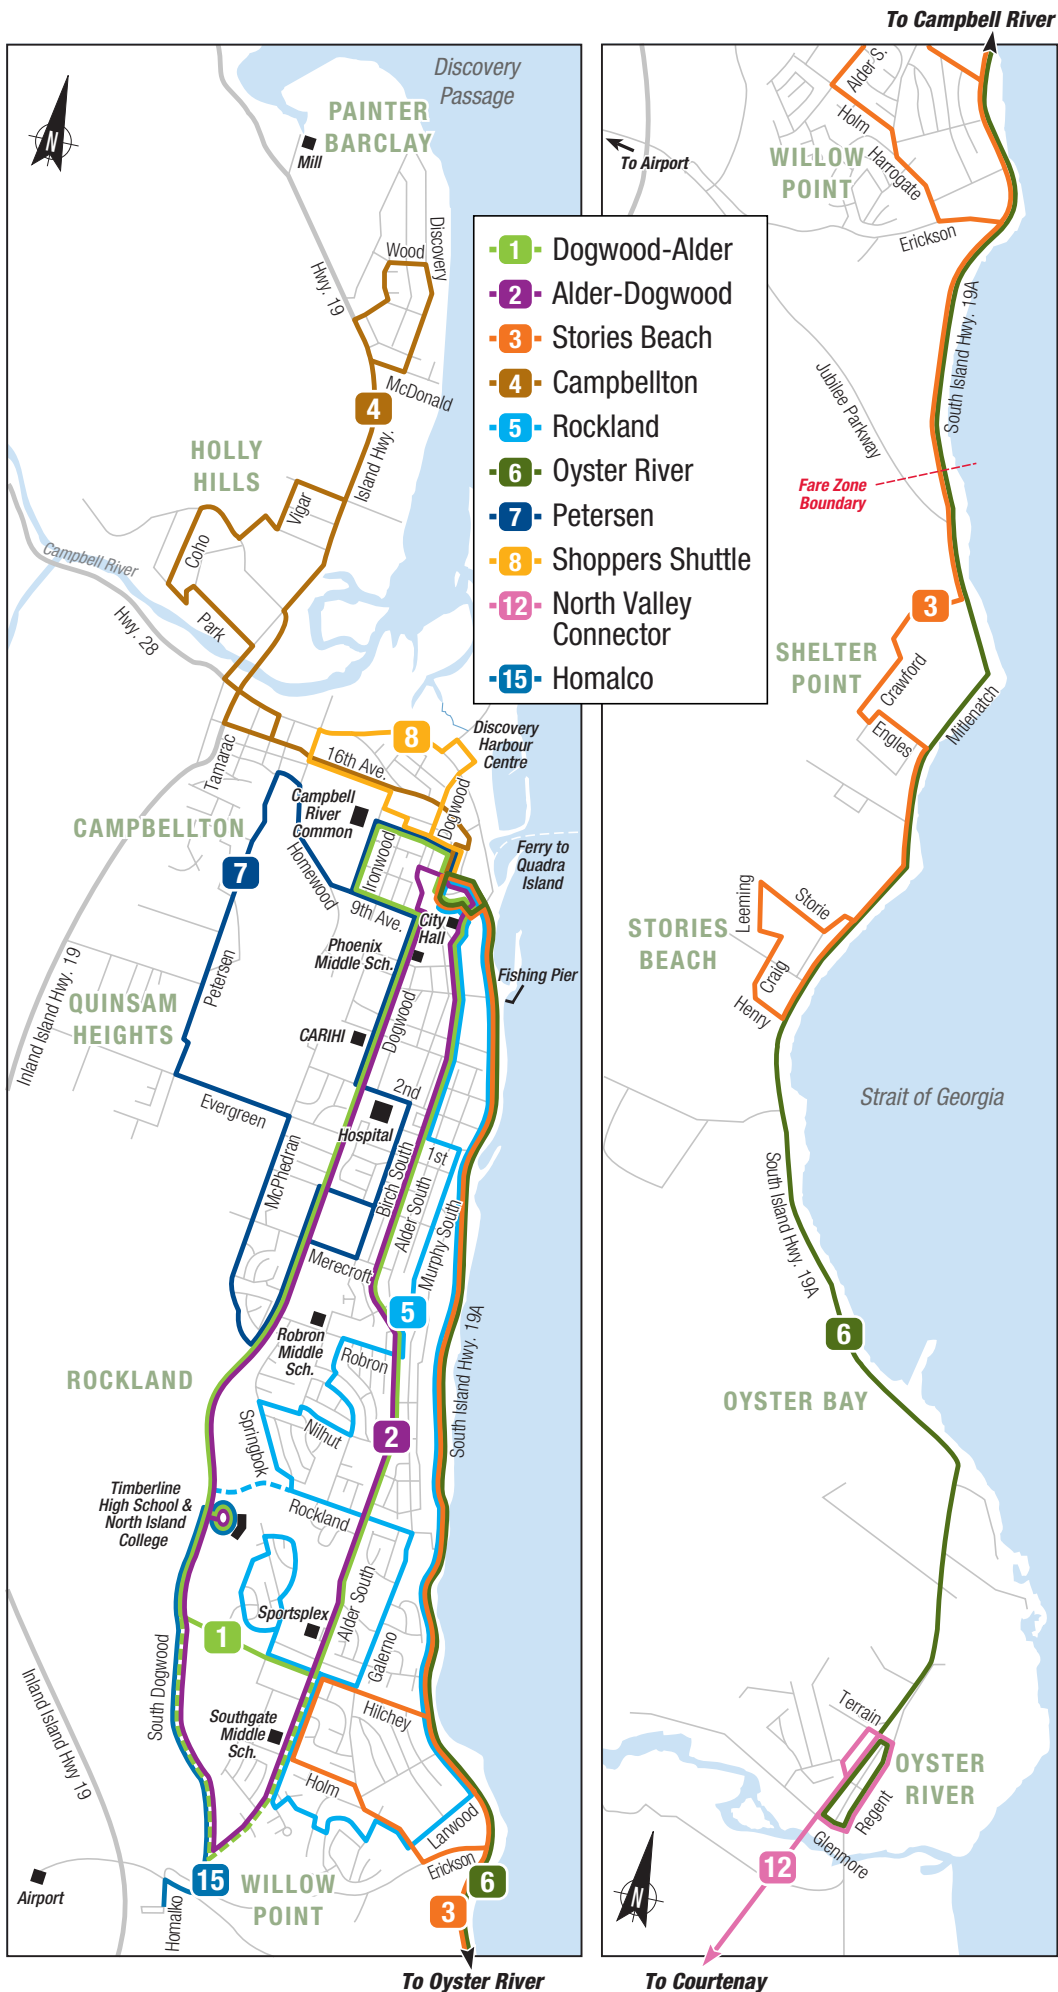 To Campbell River
Discovery
Passage
PAINTER
BARCLAY
Mill
N
Wood
Discovery
Hwy. 19
McDonald
4
Island Hwy.
HOLLY
HILLS
Vigar
Coho
Campbell River
Park
Hwy. 28
1 Dogwood-Alder
2 Alder-Dogwood
3 Stories Beach
4 Campbellton
5 Rockland
6 Oyster River
7 Petersen
8 Shoppers Shuttle
12 North Valley
Connector
15 Homalco
Discovery
Harbour
Centre
8
16th Ave.
Tamarac
Campbell
River
Common
Dogwood
CAMPBELLTON
Ironwood
Ferry to
Quadra
Island
7
Homewood
9th Ave.
City
Hall
Phoenix
Middle Sch.
Fishing Pier
Inland Island Hwy. 19
Petersen
QUINSAM
HEIGHTS
CARIHI
Dogwood
Evergreen
2nd
Hospital
McPhedran
Birch South
1st
Alder South
Murphy South
Merecroft
5
Robron
Middle
Sch.
Robron
South Island Hwy. 19A
ROCKLAND
Springbok
Nilhut
2
Timberline
High School &
North Island
College
Rockland
Sportsplex
Alder South
1
Galerno
South Dogwood
Inland Island Hwy 19
Southgate
Middle
Sch.
Hilchey
Holm
Larwood
Erickson
15
WILLOW
POINT
6
3
Airport
Homalko
To Oyster River
Alder S.
Holm
To Airport
WILLOW
POINT
Harrogate
Erickson
South Island Hwy. 19A
Jubilee Parkway
Fare Zone
Boundary
3
SHELTER
POINT
Crawford
Engles
Mitlenatch
Leeming
Storie
STORIES
BEACH
Craig
Henry
Strait of Georgia
South Island Hwy. 19A
6
OYSTER BAY
Terrain
OYSTER
RIVER
Regent
Glenmore
12
N
To Courtenay